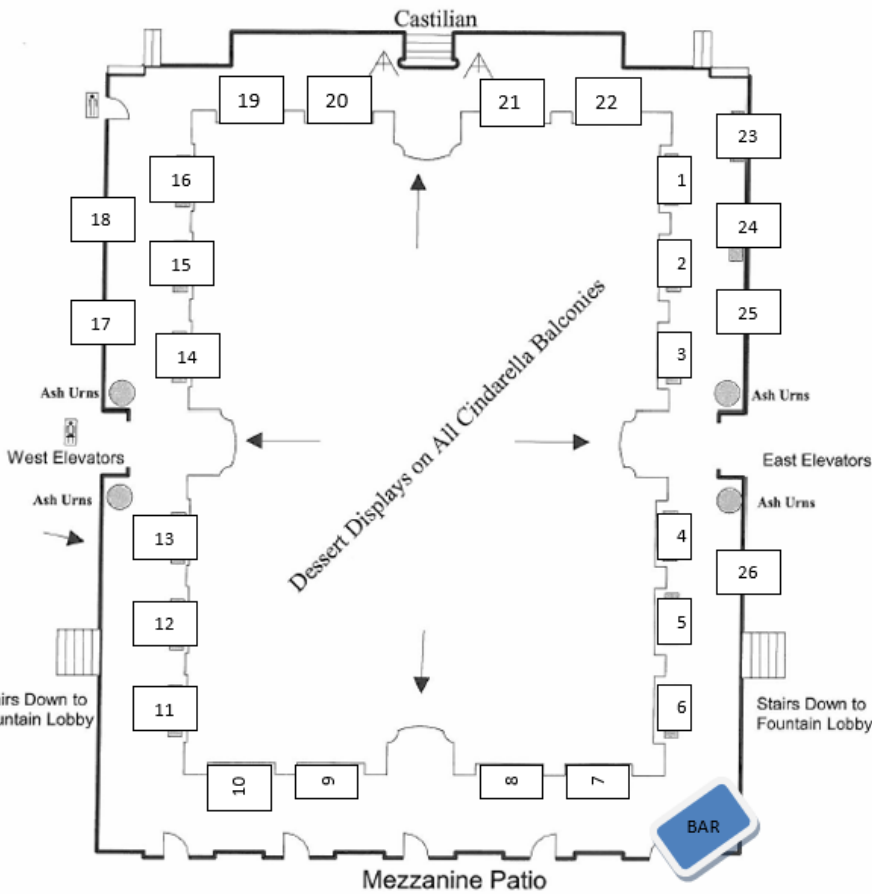 Castilian
19
20
21
22
23
16
1
18
24
15
2
17
25
14
3
Ash Urns
Ash Urns
West Elevators
East Elevators
Ash Urns
Ash Urns
Dessert Displays on All Cindarella Balconies
13
4
26
12
5
11
6
irs Down to
untain Lobby
Stairs Down to
Fountain Lobby
10
9
8
7
BAR
Mezzanine Patio